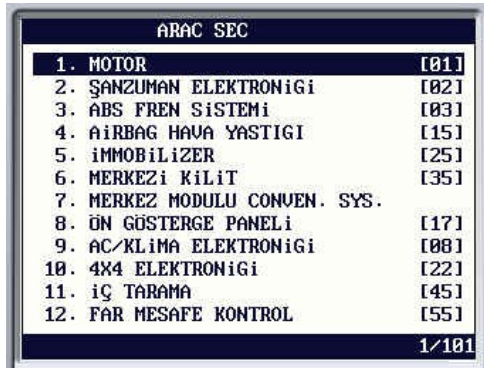 ARAC SEC
1. MOTOR [01]
2. ŞANZUMAN ELEKTRONiGi [02]
3. ABS FREN SiSTEMi [03]
4. AiRBAG HAVA YASTIGI [15]
5. iMMOBiLiZER [25]
6. MERKEZi KiLiT [35]
7. MERKEZ MODULU CONVEN. SYS.
8. ÖN GÖSTERGE PANELi [17]
9. AC/KLiMA ELEKTRONiGi [08]
10. 4X4 ELEKTRONiGi [22]
11. iÇ TARAMA [45]
12. FAR MESAFE KONTROL [55]
1/101